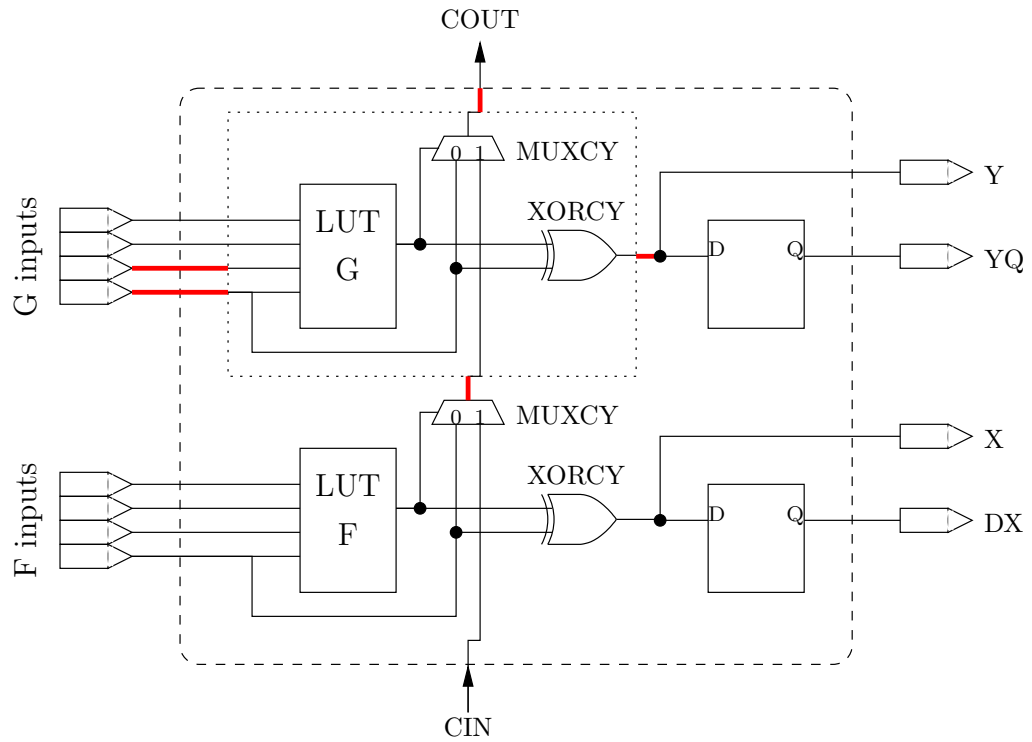 COUT
0 1 MUXCY
Y
G inputs
LUT
G
XORCY
D Q
YQ
0 1 MUXCY
X
F inputs
LUT
F
XORCY
D Q
DX
CIN